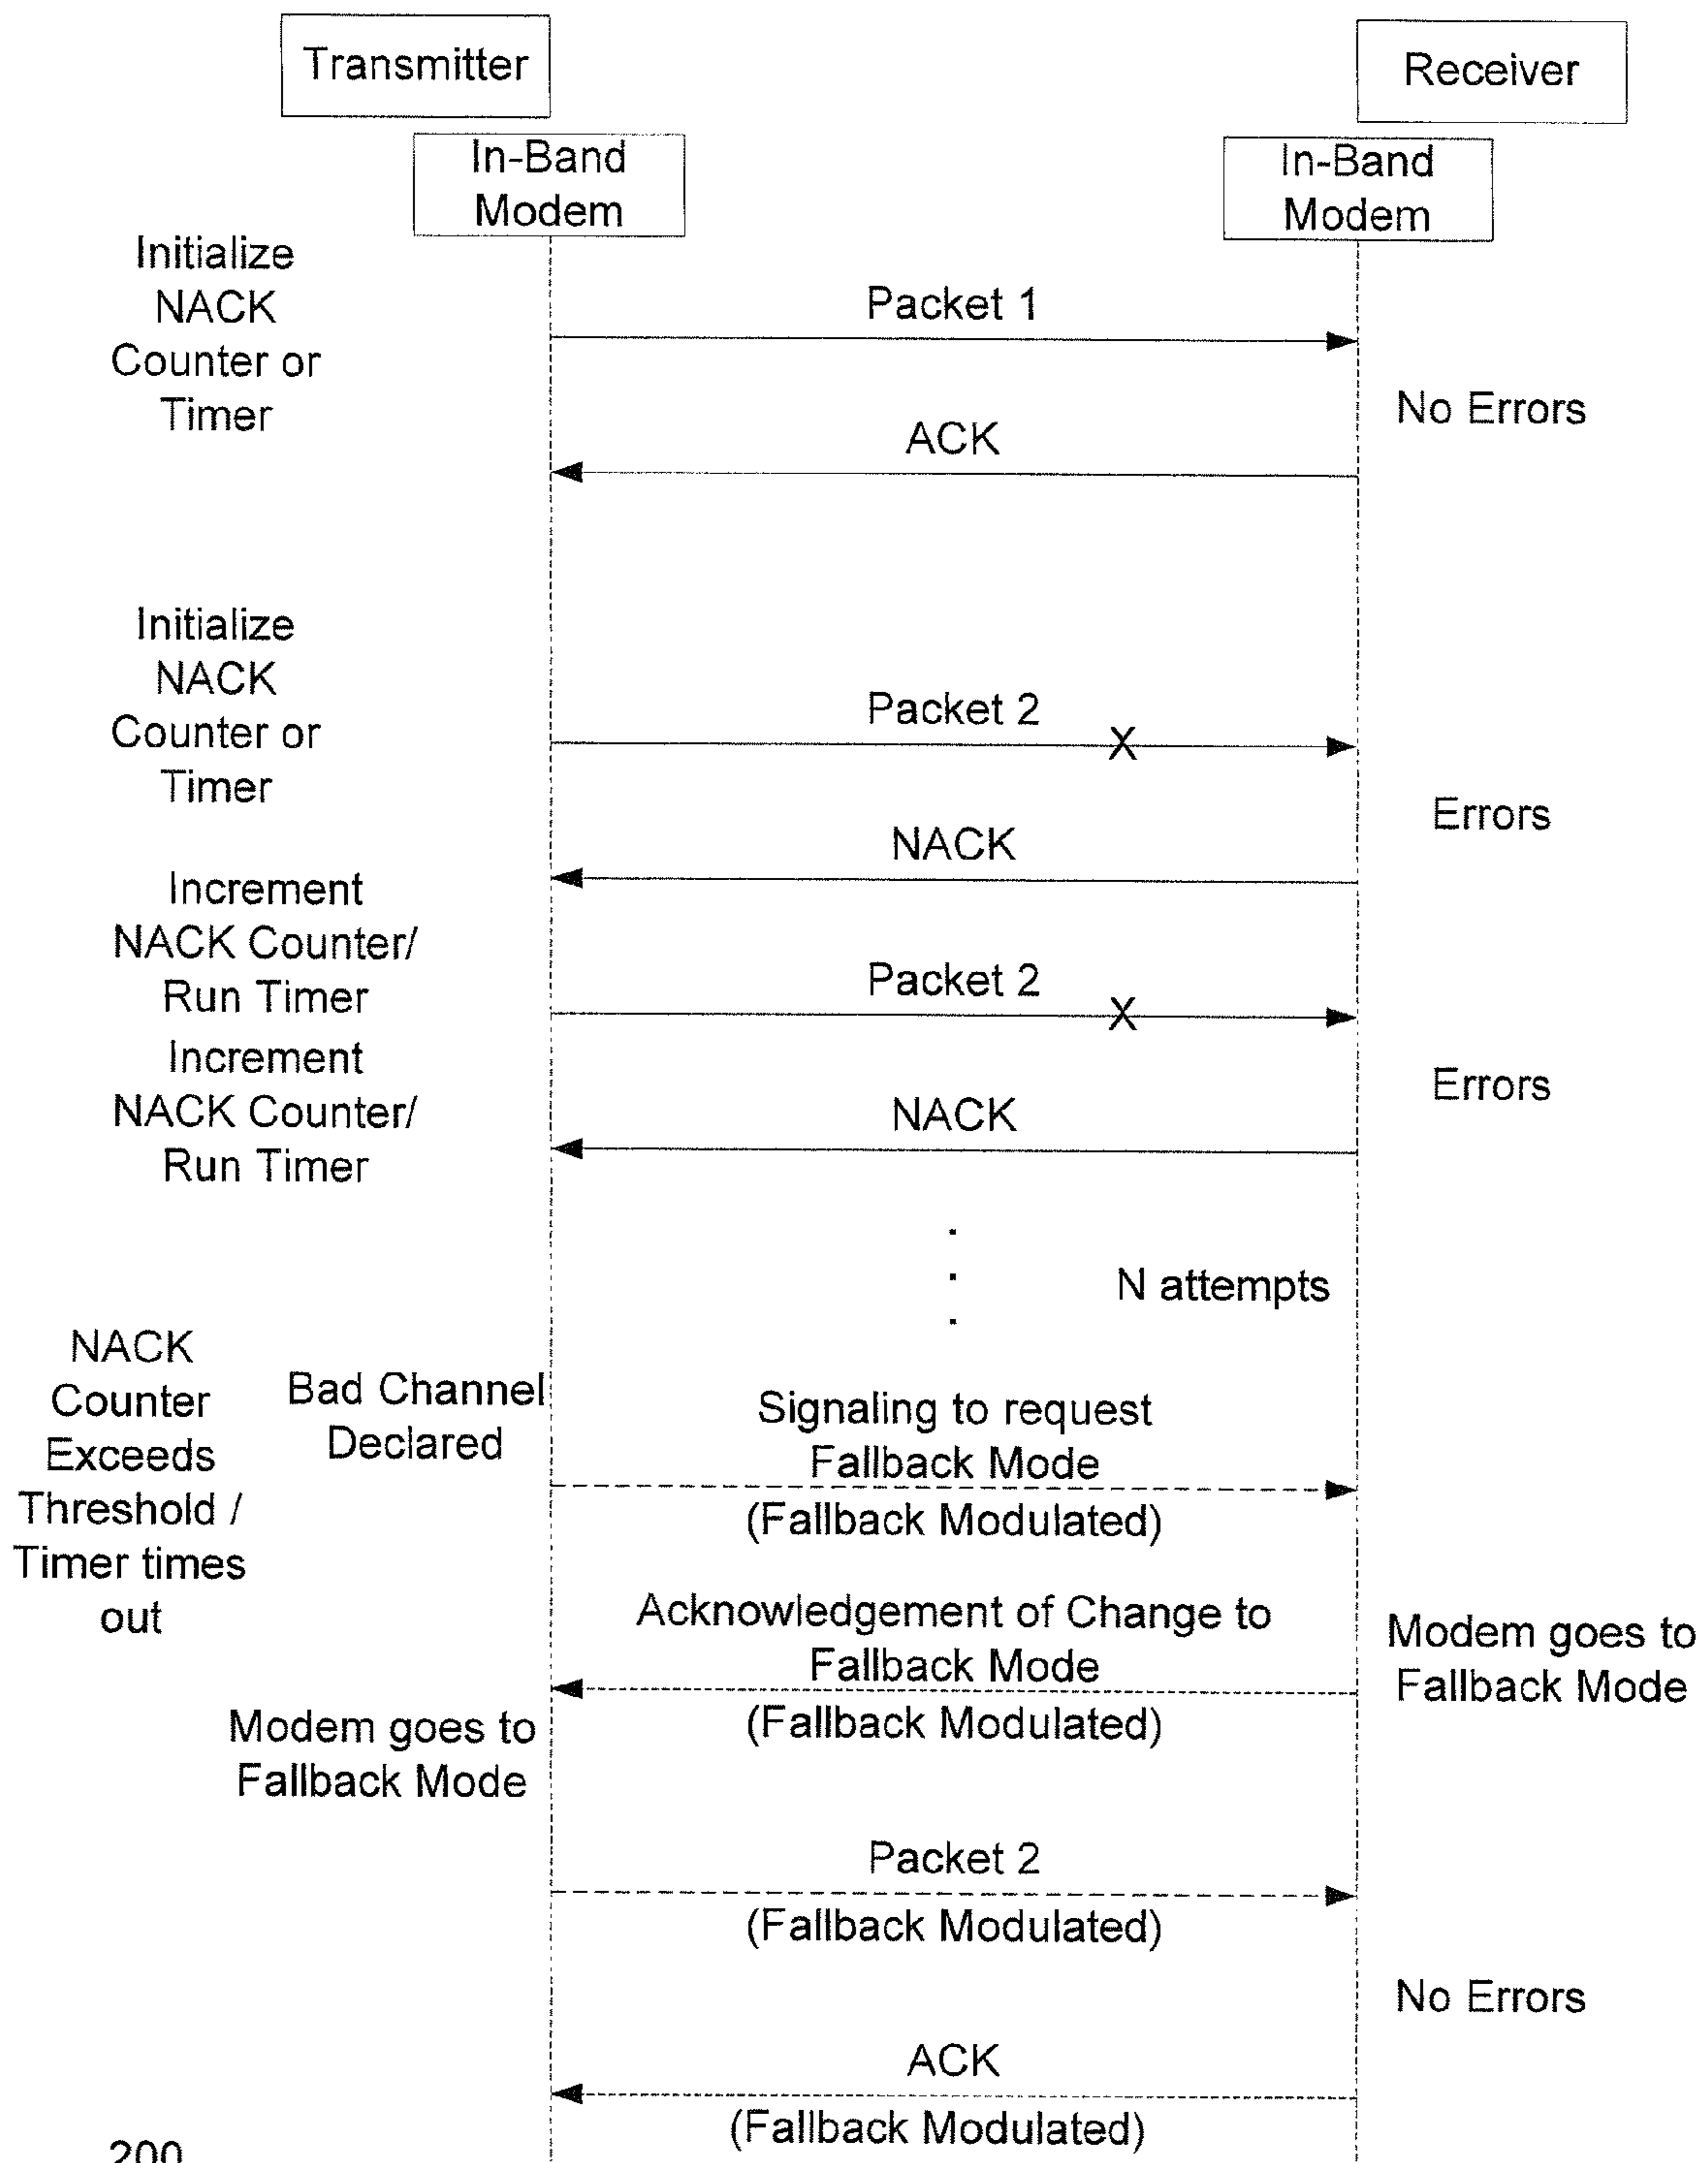 Transmitter
Receiver
In-Band
Modem
In-Band
Modem
Initialize
NACK
Counter or
Timer
Packet 1
No Errors
ACK
Initialize
NACK
Counter or
Timer
Packet 2
X
Errors
NACK
Increment
NACK Counter/
Run Timer
Packet 2
X
Increment
NACK Counter/
Run Timer
Errors
NACK
N attempts
NACK
Counter
Exceeds
Threshold /
Timer times
out
Bad Channel
Declared
Signaling to request
Fallback Mode
(Fallback Modulated)
Acknowledgement of Change to
Fallback Mode
(Fallback Modulated)
Modem goes to
Fallback Mode
Modem goes to
Fallback Mode
Packet 2
(Fallback Modulated)
No Errors
ACK
(Fallback Modulated)
200